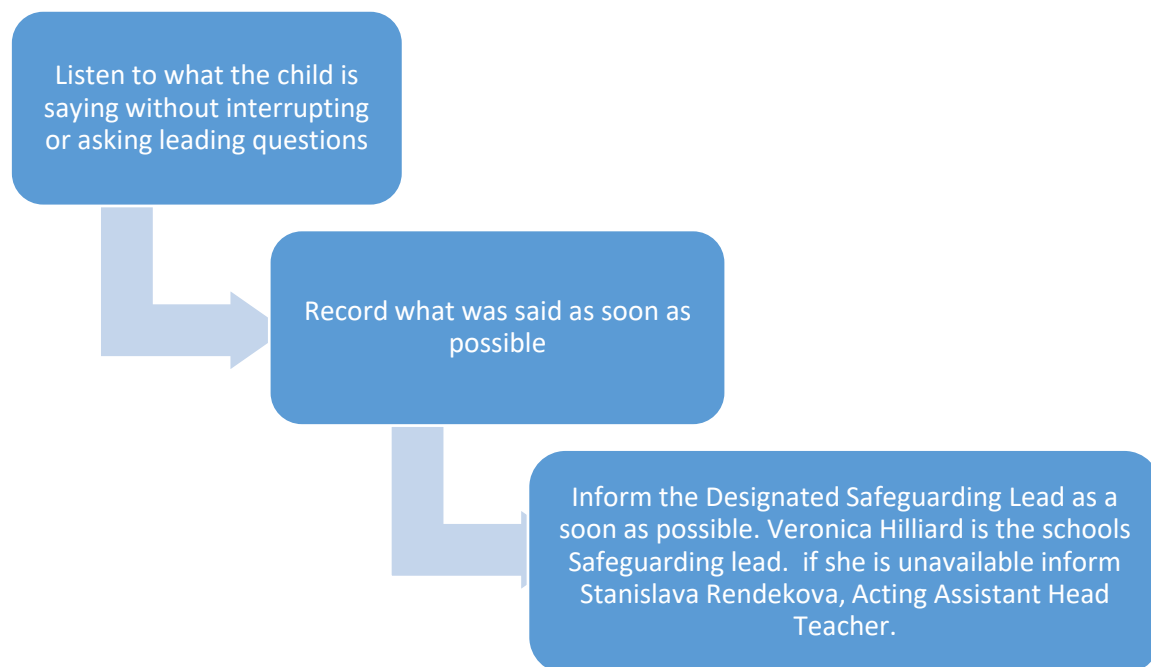 Listen to what the child is
saying without interrupting
or asking leading questions
Record what was said as soon as
possible
Inform the Designated Safeguarding Lead as a
soon as possible. Veronica Hilliard is the schools
Safeguarding lead.  if she is unavailable inform
Stanislava Rendekova, Acting Assistant Head
Teacher.